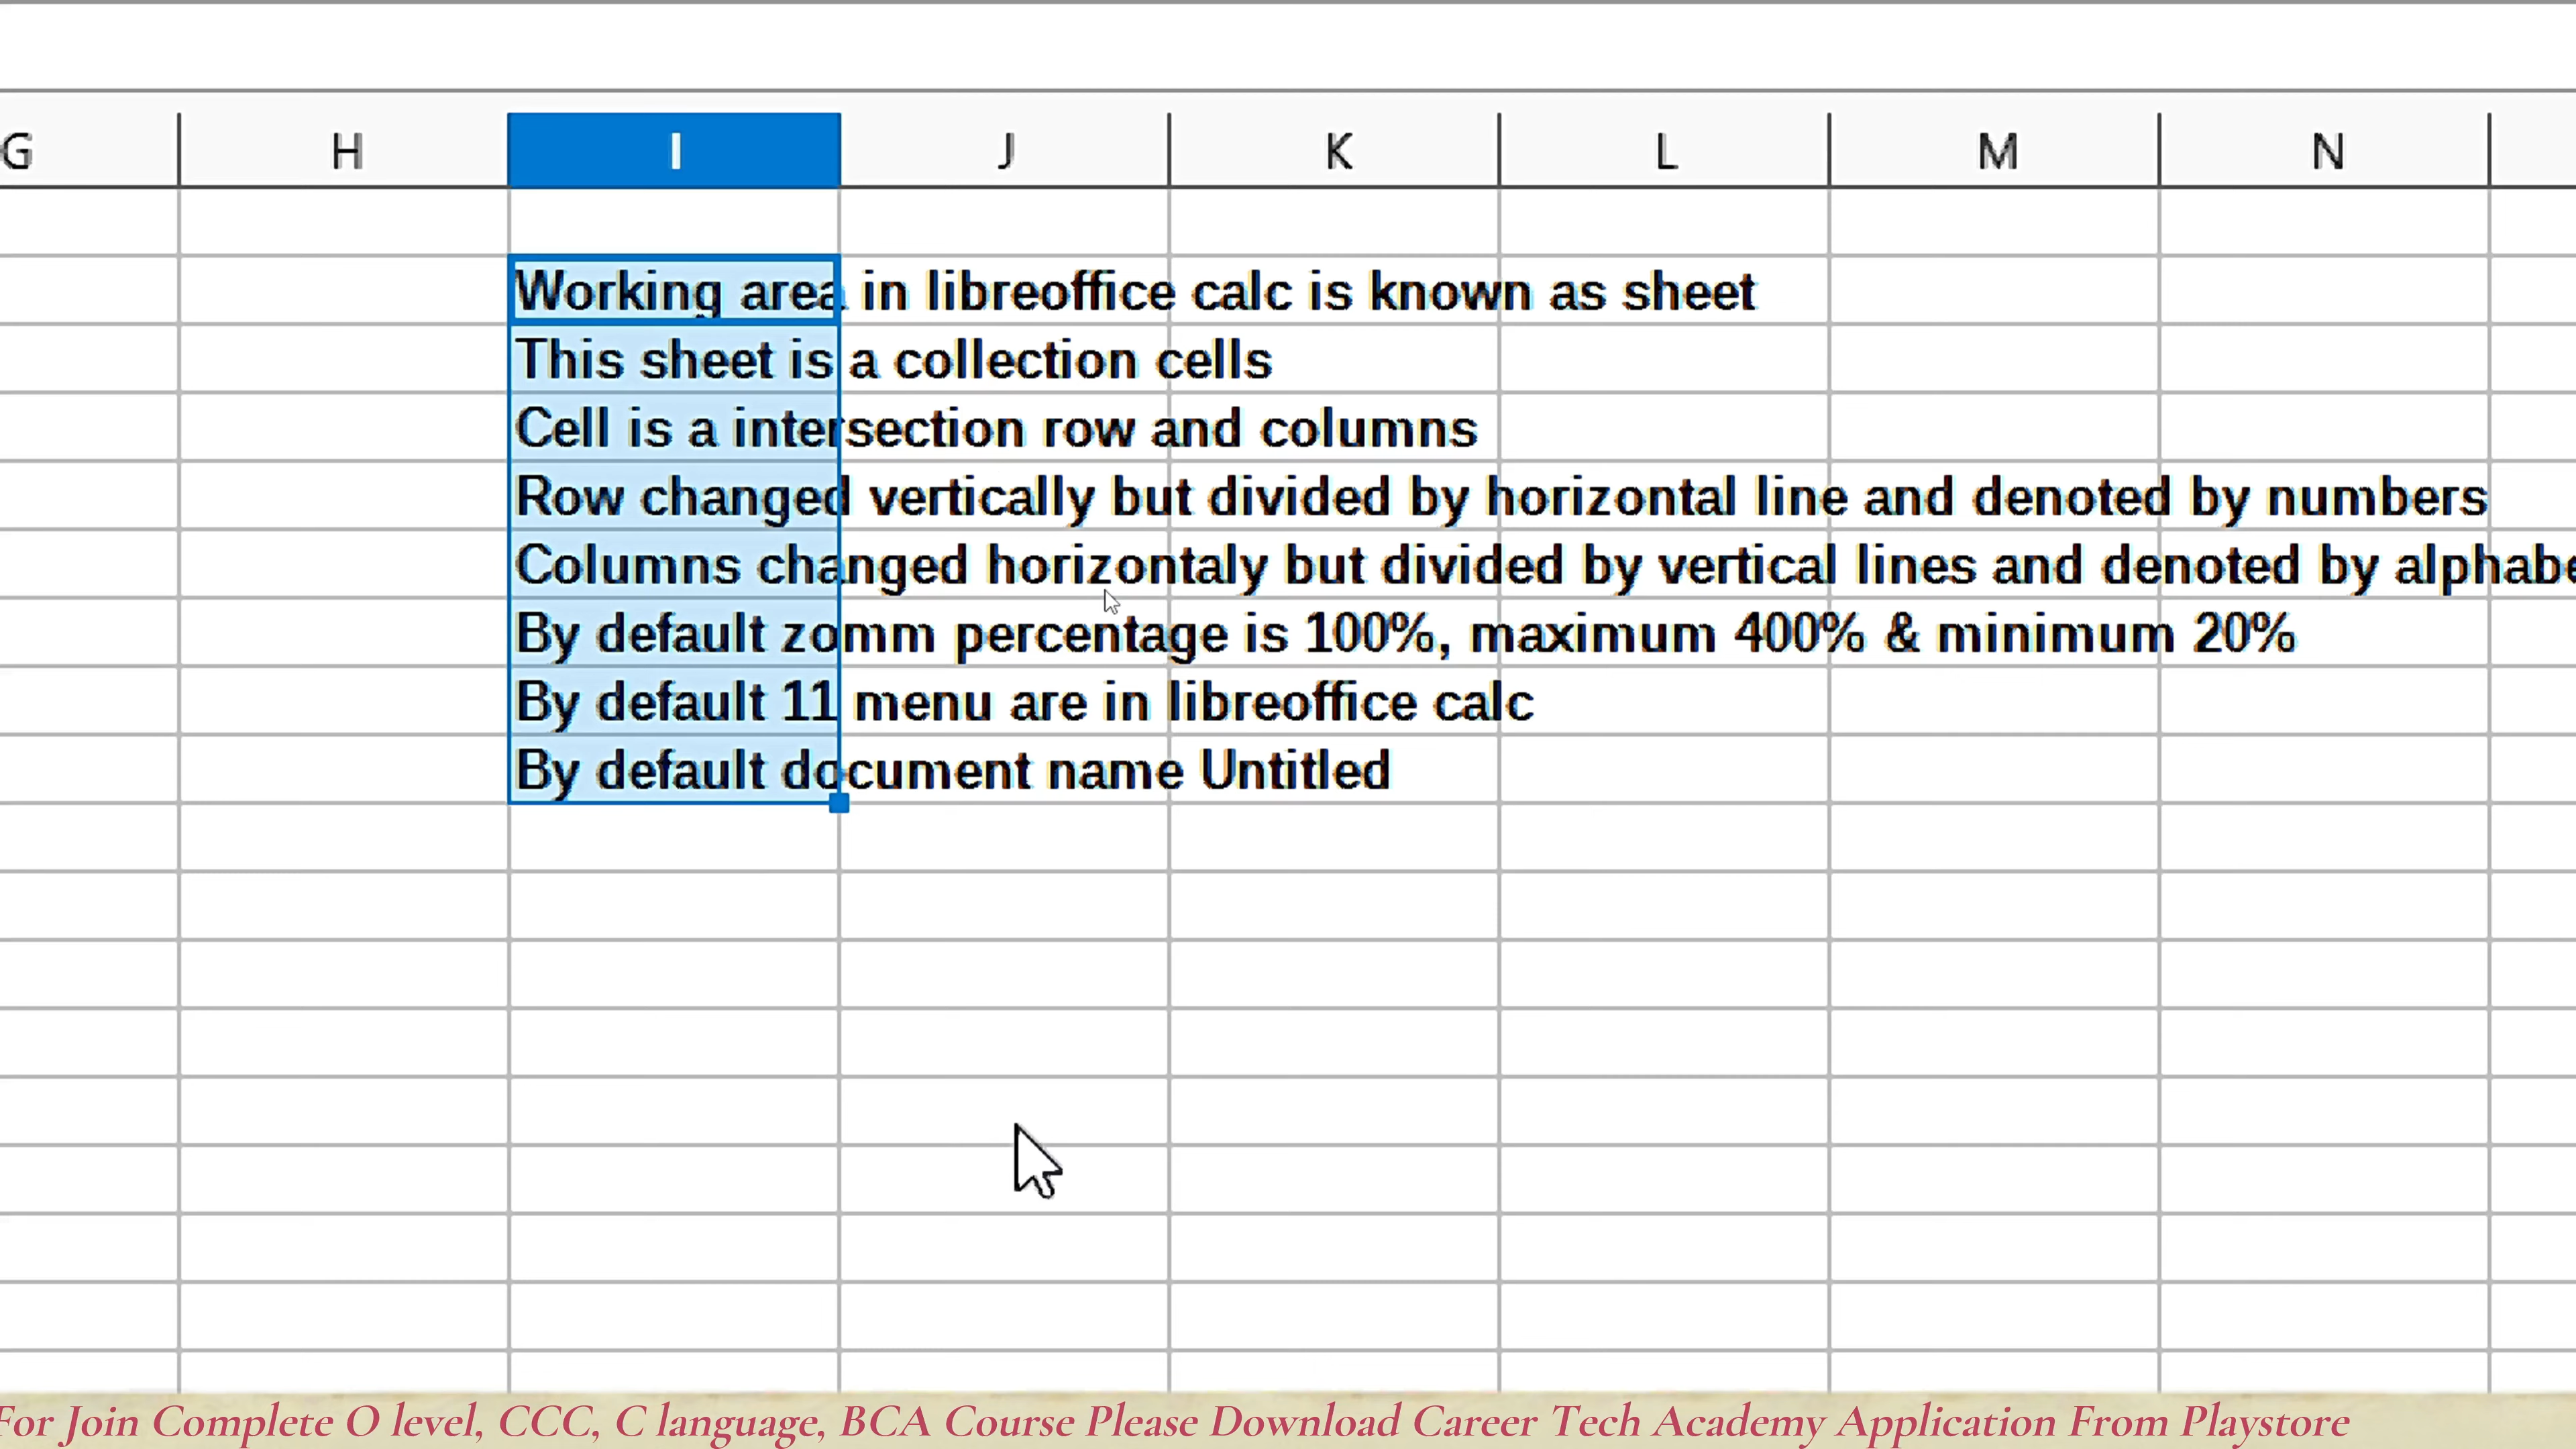 G H I J K L M N
Working area in libreoffice calc is known as sheet
This sheet is a collection cells
Cell is a intersection row and columns
Row changed vertically but divided by horizontal line and denoted by numbers
Columns changed horizontaly but divided by vertical lines and denoted by alphabe
By default zomm percentage is 100%, maximum 400% & minimum 20%
By default 11 menu are in libreoffice calc
By default document name Untitled
For Join Complete O level, CCC, C language, BCA Course Please Download Career Tech Academy Application From Playstore